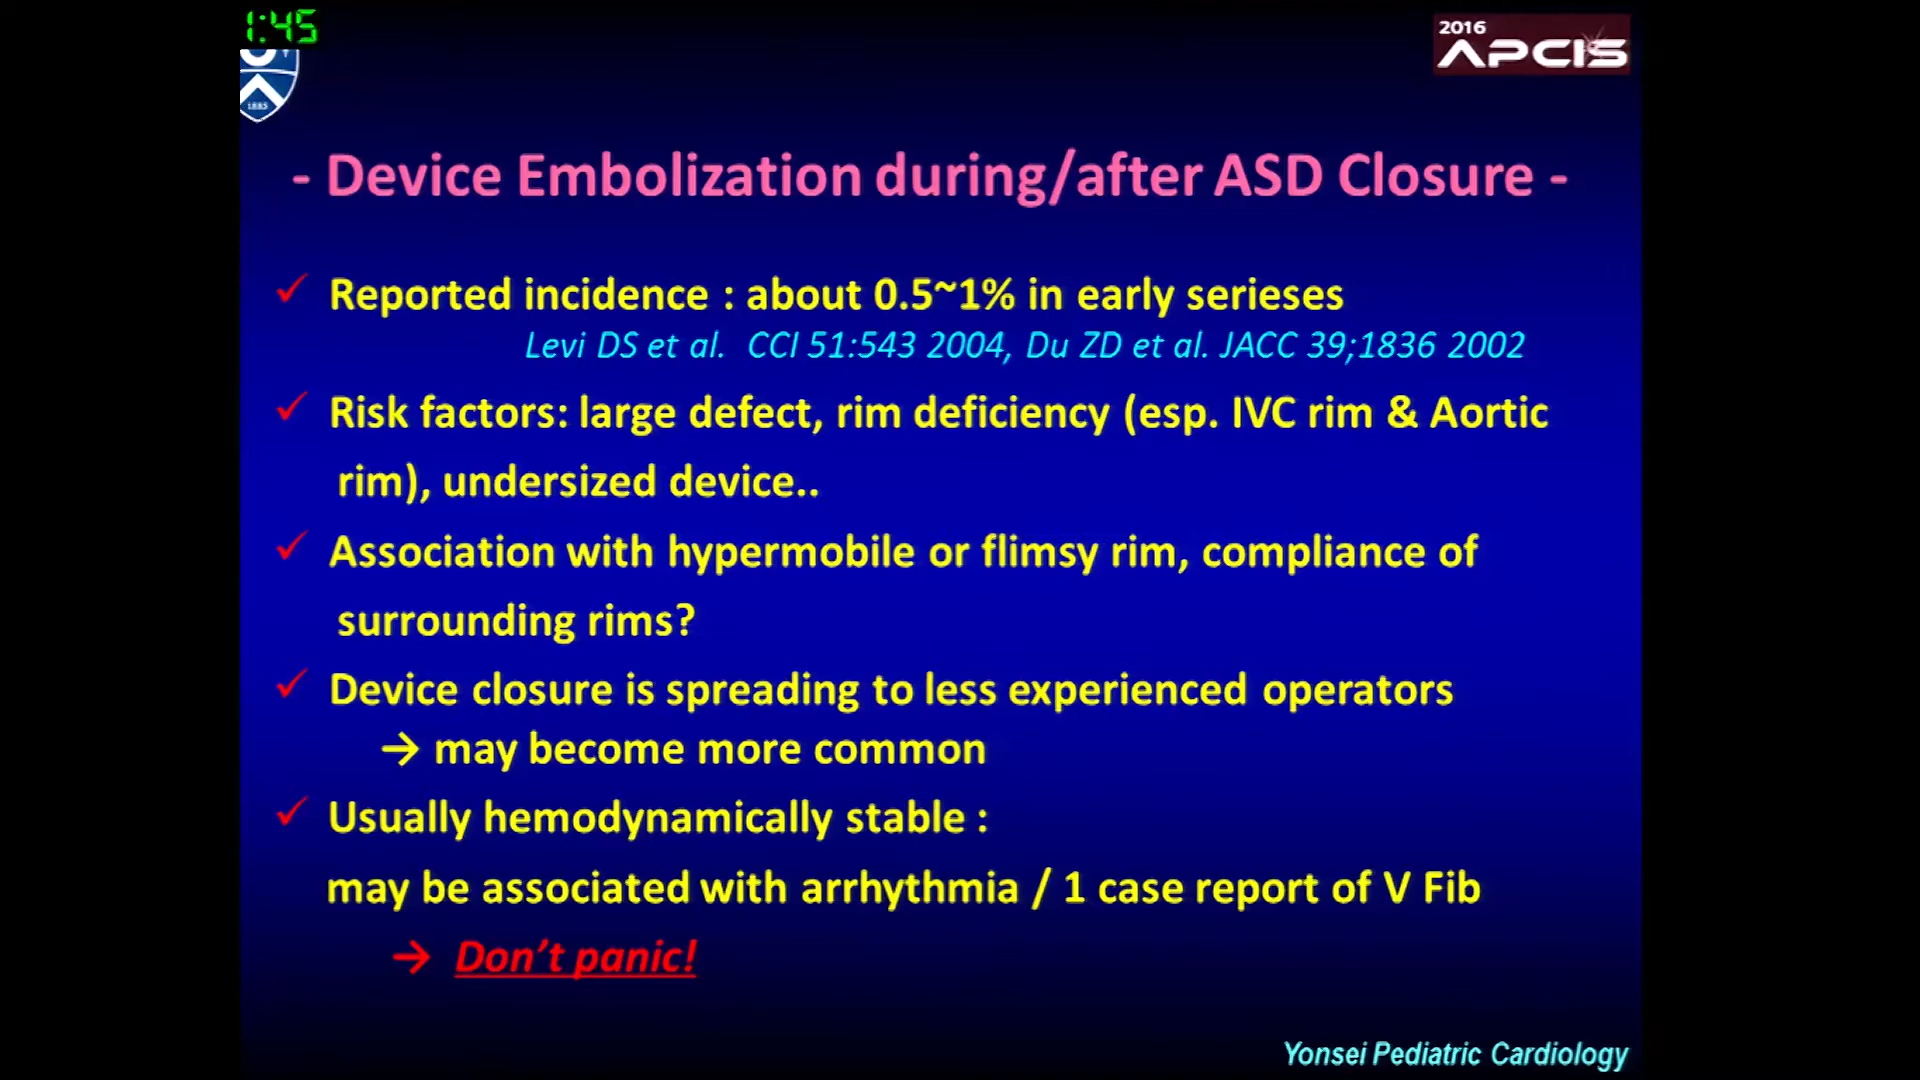 1:45
2016
APCIS
1885
- Device Embolization during/after ASD Closure -
✓ Reported incidence : about 0.5~1% in early serieses
Levi DS et al.  CCI 51:543 2004, Du ZD et al. JACC 39;1836 2002
✓ Risk factors: large defect, rim deficiency (esp. IVC rim & Aortic
rim), undersized device..
✓ Association with hypermobile or flimsy rim, compliance of
surrounding rims?
✓ Device closure is spreading to less experienced operators
→ may become more common
✓ Usually hemodynamically stable :
may be associated with arrhythmia / 1 case report of V Fib
→ Don’t panic!
Yonsei Pediatric Cardiology